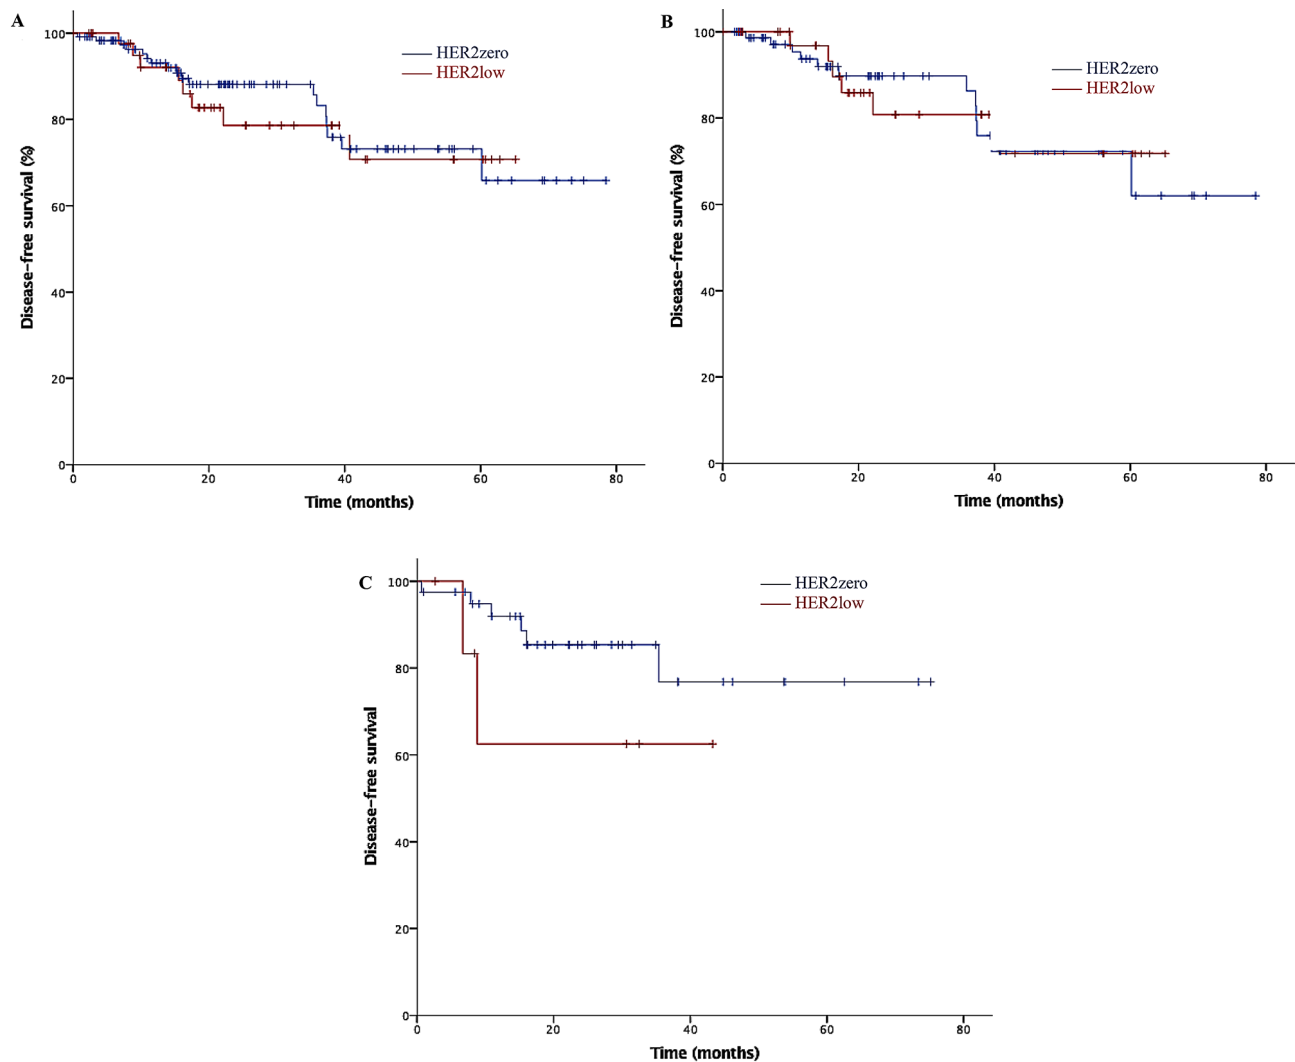 A
HER2zero
HER2low
100
80
60
40
20
0
Disease-free survival (%)
0 20 40 60 80
Time (months)
B
HER2zero
HER2low
100
80
60
40
20
0
Disease-free survival (%)
0 20 40 60 80
Time (months)
C
HER2zero
HER2low
100
80
60
40
20
0
Disease-free survival
0 20 40 60 80
Time (months)